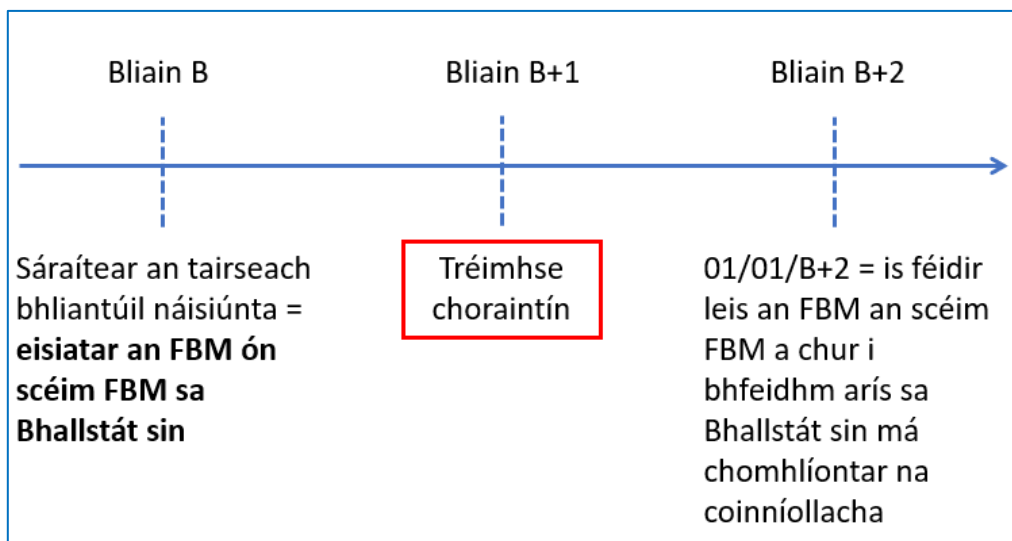 Bliain B
Bliain B+1
Bliain B+2
Sáraítear an tairseach
bhliantúil náisiúnta =
eisiatar an FBM ón
scéim FBM sa
Bhallstát sin
Tréimhse
choraintín
01/01/B+2 = is féidir
leis an FBM an scéim
FBM a chur i
bhfeidhm arís sa
Bhallstát sin má
chomhlíontar na
coinníollacha